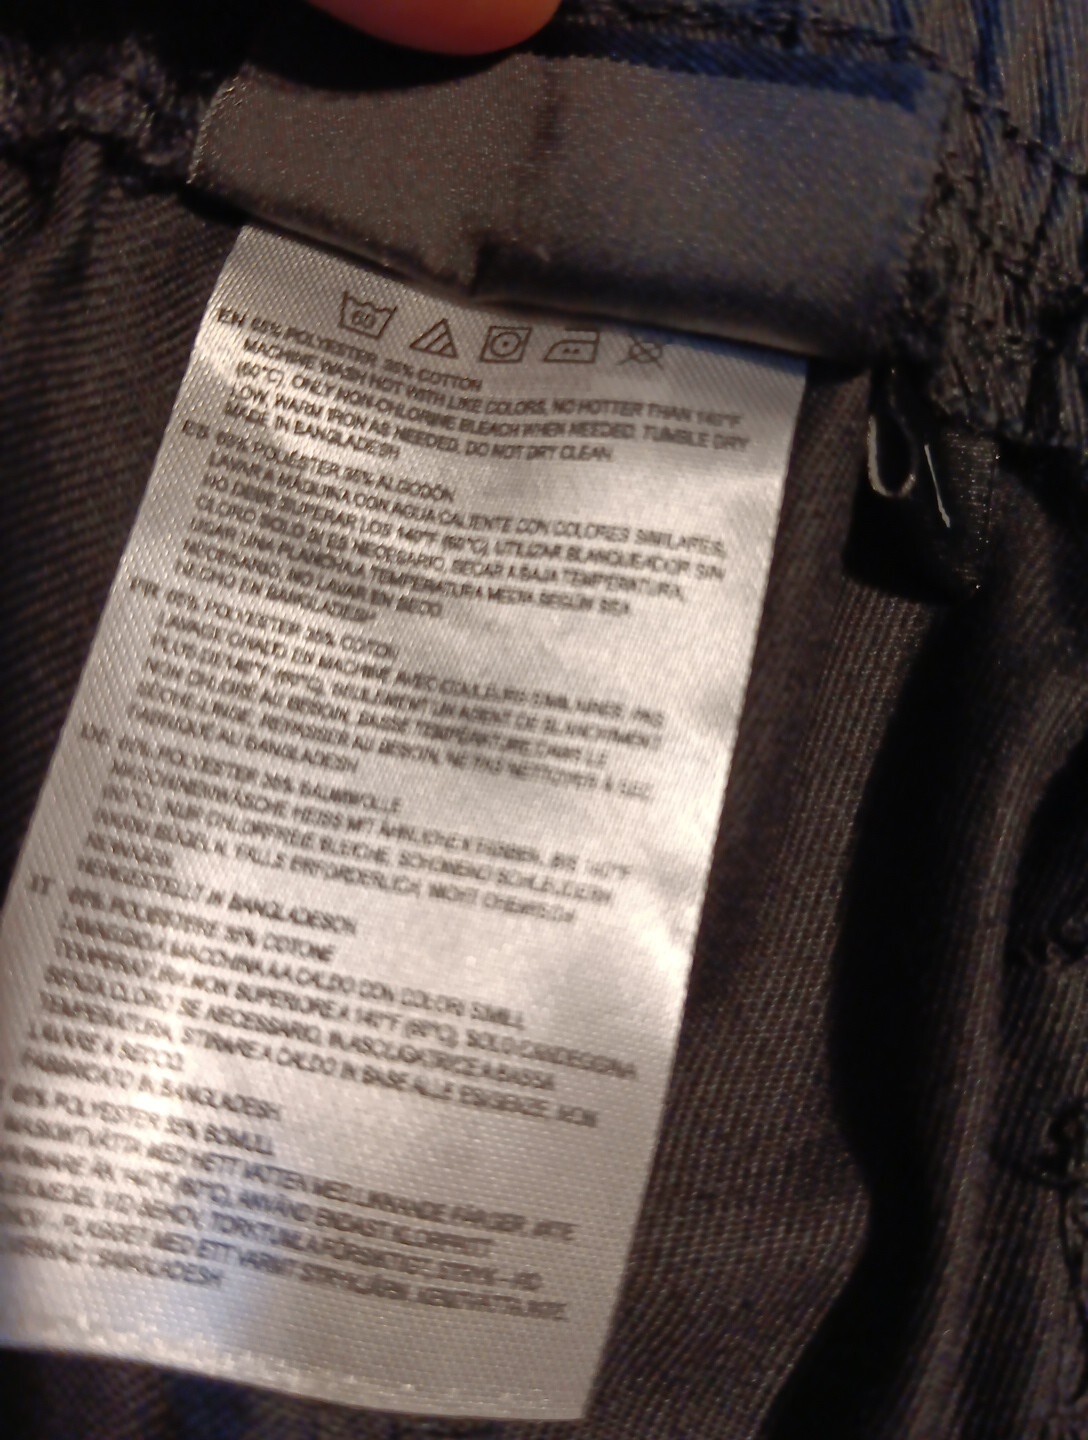 60
EN 65% POLYESTER, 35% COTTON
MACHINE WASH HOT WITH LIKE COLORS, NO HOTTER THAN 140°F
(60°C), ONLY NON-CHLORINE BLEACH WHEN NEEDED, TUMBLE DRY
LOW, WARM IRON AS NEEDED, DO NOT DRY CLEAN
MADE IN BANGLADESH
ES 65% POLIÉSTER 35% ALGODÓN
LAVAR A MÁQUINA CON AGUA CALIENTE CON COLORES SIMILARES,
NO DEBE SUPERAR LOS 140°F (60°C), UTILIZAR BLANQUEADOR SIN
CLORO SOLO SI ES NECESARIO, SECAR A BAJA TEMPERATURA,
USAR UNA PLANCHA A TEMPERATURA MEDIA SEGÚN SEA
NECESARIO, NO LAVAR EN SECO
HECHO EN BANGLADESH
FR 65% POLYESTER 35% COTON
LAVAGE CHAUD EN MACHINE AVEC COULEURS SIMILAIRES, PAS
PLUS DE 140°F (60°C), SEULEMENT UN AGENT DE BLANCHIMENT
NON CHLORÉ AU BESOIN, BASSE TEMPÉRATURE DANS LE
SÈCHE-LINGE, REPASSER AU BESOIN, NE PAS NETTOYER À SEC
FABRIQUÉ AU BANGLADESH
DE 65% POLYESTER 35% BAUMWOLLE
MASCHINENWÄSCHE HEISS MIT ÄHNLICHEN FARBEN, BIS 140°F
(60°C), NUR CHLORFREIE BLEICHE, SCHONEND SCHLEUDERN
WARM BÜGELN, FALLS ERFORDERLICH, NICHT CHEMISCH
REINIGEN
HERGESTELLT IN BANGLADESCH
IT 65% POLIESTERE 35% COTONE
LAVAGGIO A MACCHINA A CALDO CON COLORI SIMILI,
TEMPERATURA NON SUPERIORE A 140°F (60°C), SOLO CANDEGGINA
SENZA CLORO SE NECESSARIO, IN ASCIUGATRICE A BASSA
TEMPERATURA, STIRARE A CALDO IN BASE ALLE ESIGENZE, NON
LAVARE A SECCO
FABBRICATO IN BANGLADESH
65% POLYESTER 35% BOMULL
MASKINTVÄTTA MED HETT VATTEN MED LIKNANDE FÄRGER, INTE
VARMARE ÄN 140°F (60°C), ANVÄND ENDAST KLORFRITT
BLEKMEDEL VID BEHOV, TORKTUMLA FÖRSIKTIGT, STRYK
PLAGGET MED ETT VARMT STRYKJÄRN, KEMTVÄTTA INTE
BANGLADESH